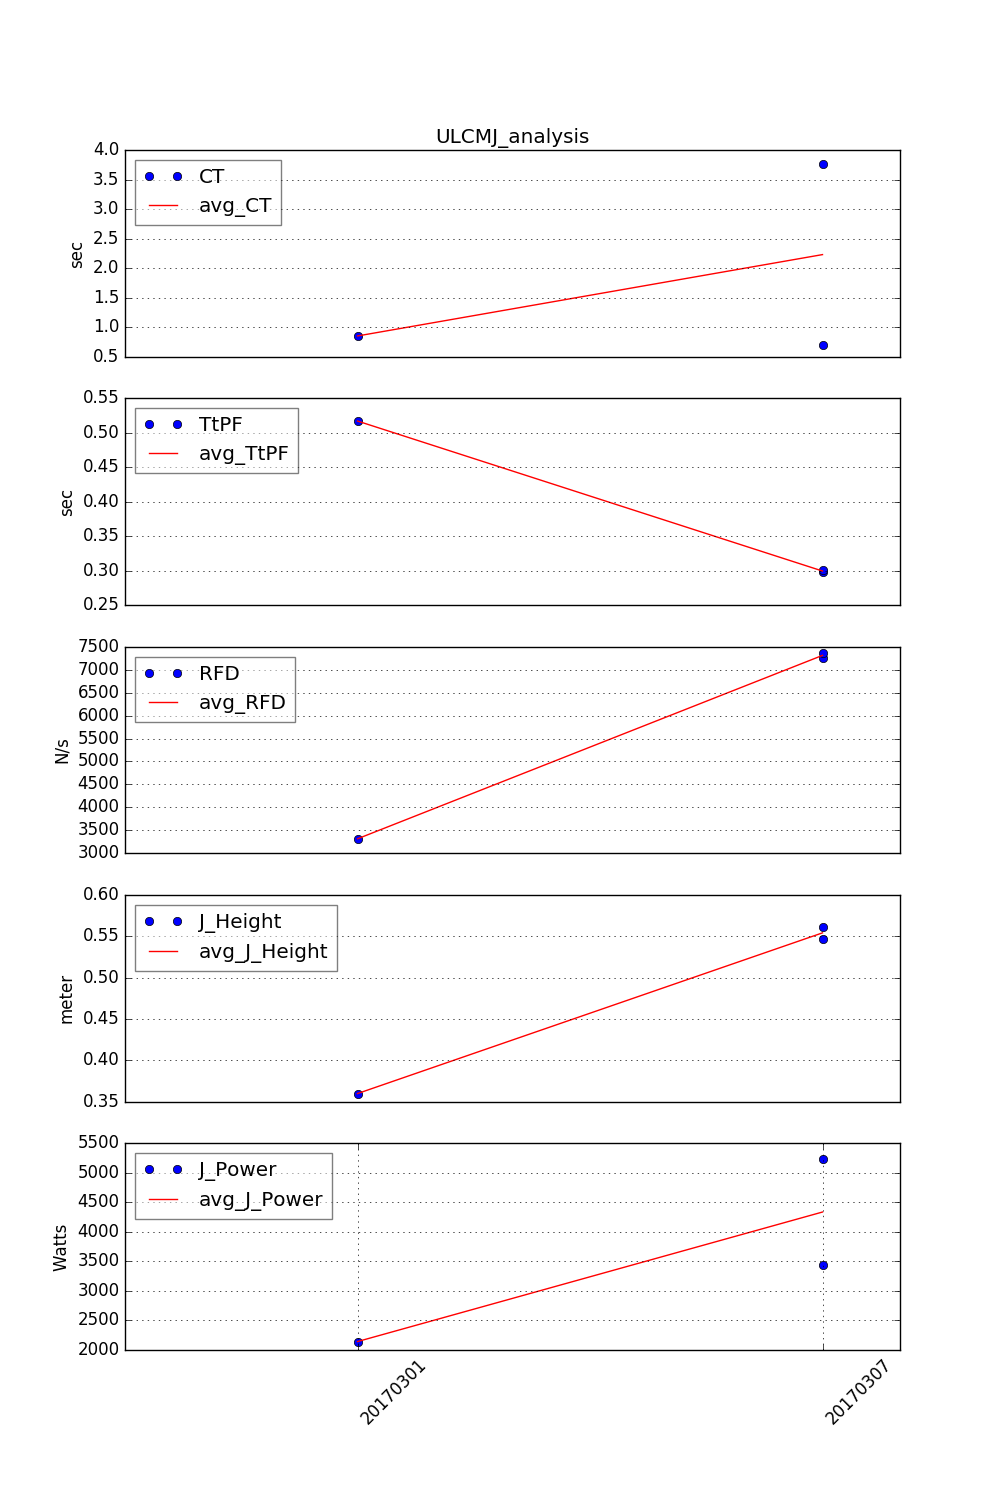 ULCMJ_analysis
4.0
3.5
3.0
2.5
2.0
1.5
1.0
0.5
sec
CT
avg_CT
0.55
0.50
0.45
0.40
0.35
0.30
0.25
sec
TtPF
avg_TtPF
7500
7000
6500
6000
5500
5000
4500
4000
3500
3000
N/s
RFD
avg_RFD
0.60
0.55
0.50
0.45
0.40
0.35
meter
J_Height
avg_J_Height
5500
5000
4500
4000
3500
3000
2500
2000
Watts
J_Power
avg_J_Power
20170301
20170307